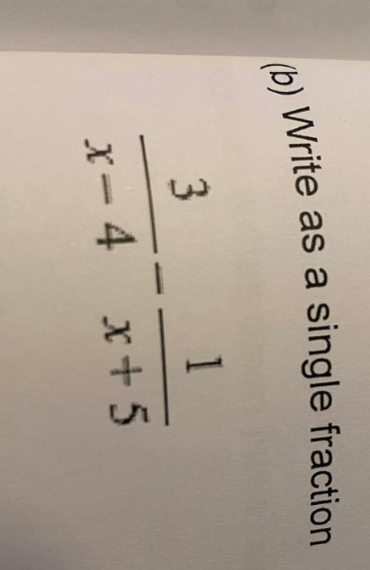 (b) Write as a single fraction
3/(x − 4) − 1/(x + 5)